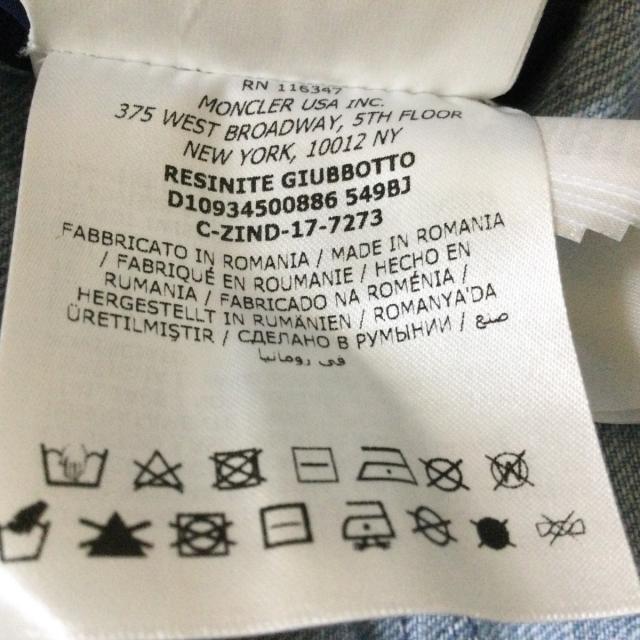 RN 116347
MONCLER USA INC.
375 WEST BROADWAY, 5TH FLOOR
NEW YORK, 10012 NY
RESINITE GIUBBOTTO
D10934500886 549BJ
C-ZIND-17-7273
FABBRICATO IN ROMANIA / MADE IN ROMANIA
/ FABRIQUÉ EN ROUMANIE / HECHO EN
RUMANIA / FABRICADO NA ROMÉNIA /
HERGESTELLT IN RUMÄNIEN / ROMANYA'DA
ÜRETILMIŞTIR / СДЕЛАНО В РУМЫНИИ / صنع
في رومانيا